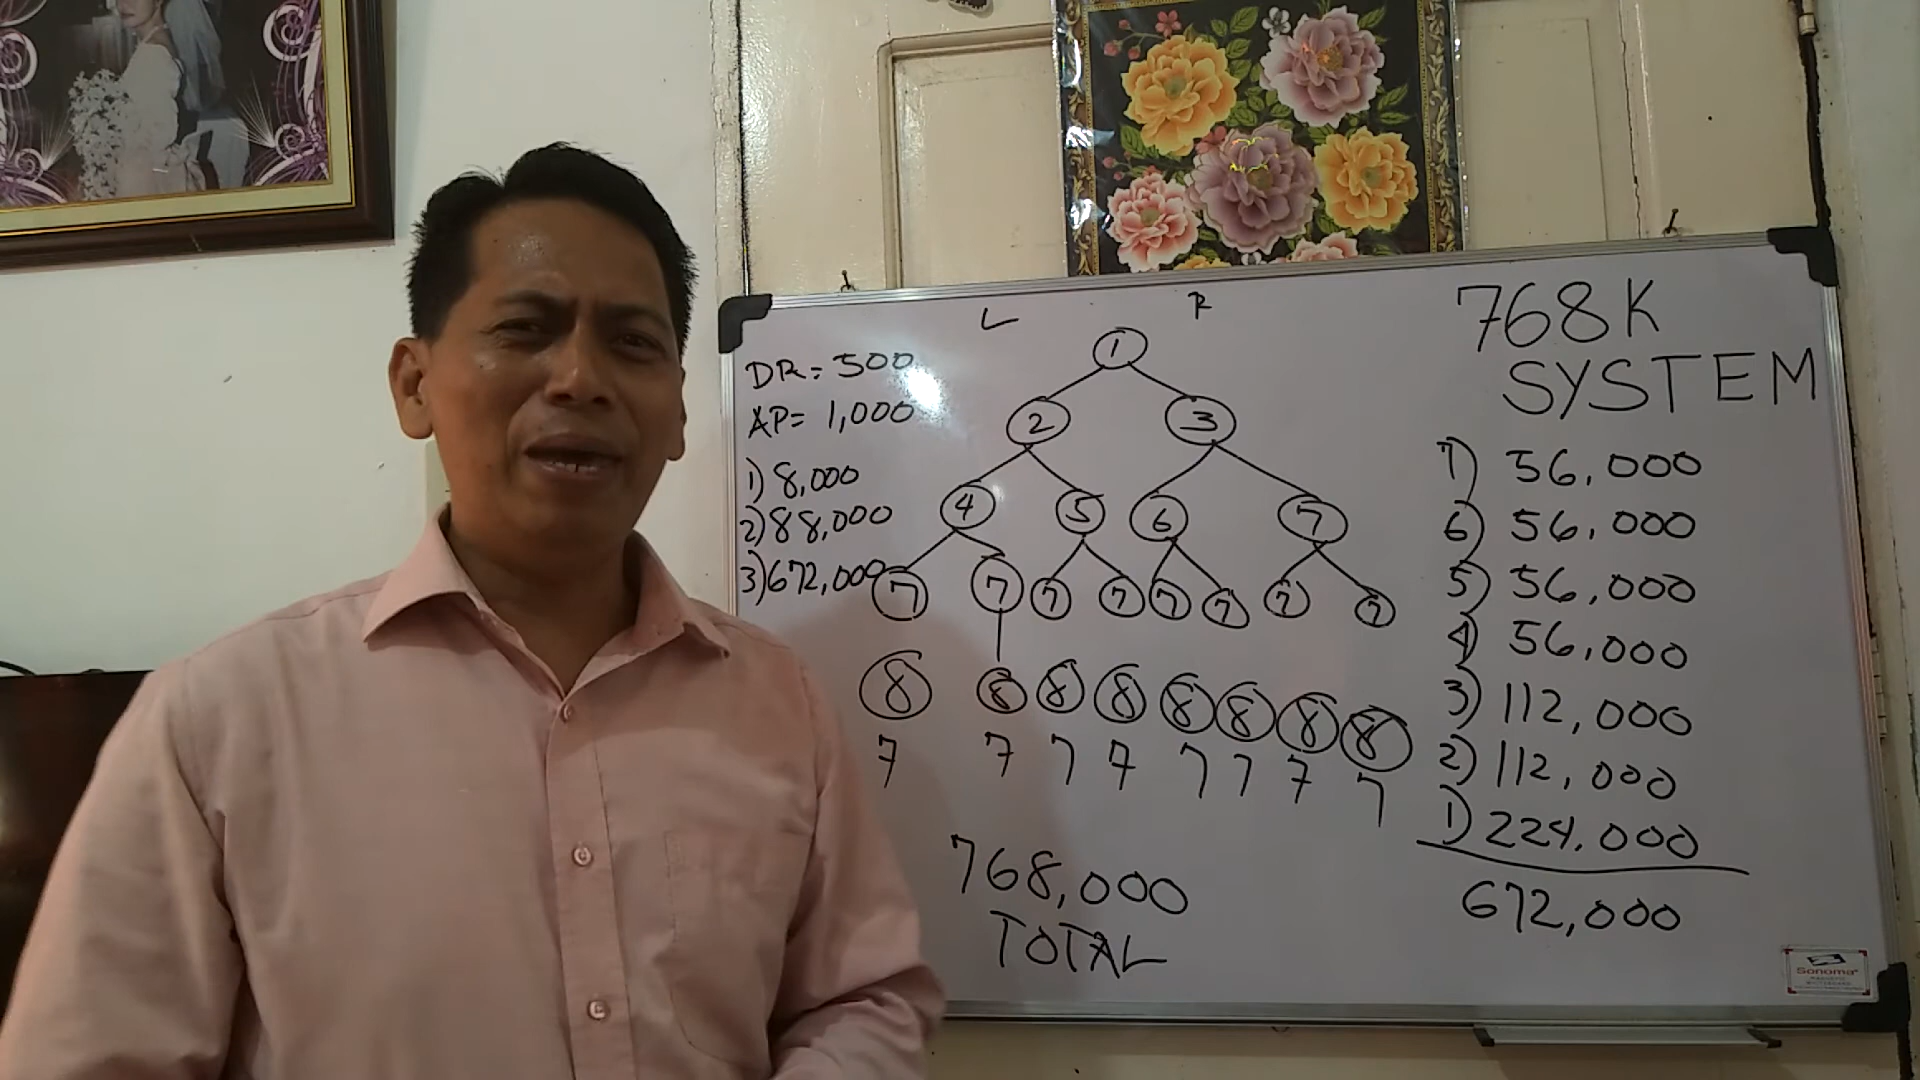 L R
768K
SYSTEM
DR = 500
AP = 1,000
1) 8,000
2) 88,000
3) 672,000
1
2 3
4 5 6 7
7 7 7 7 7 7 7 7
8 8 8 8 8 8 8 8
7 7 7 7 7 7 7 7
768,000
TOTAL
7) 56,000
6) 56,000
5) 56,000
4) 56,000
3) 112,000
2) 112,000
1) 224,000
672,000
Sonoma